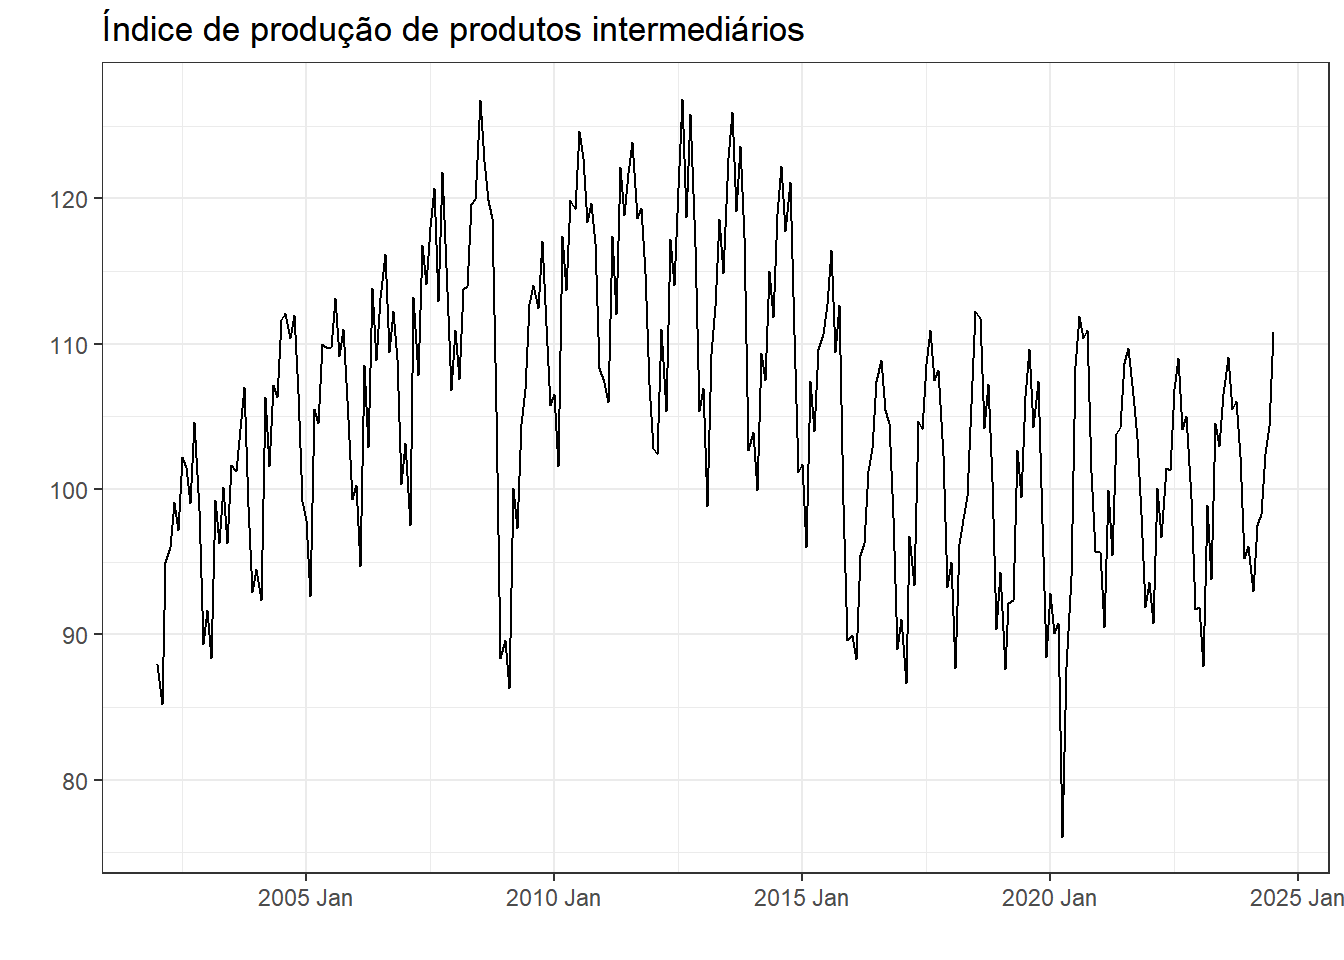 Índice de produção de produtos intermediários
120
110
100
90
80
2005 Jan
2010 Jan
2015 Jan
2020 Jan
2025 Jan